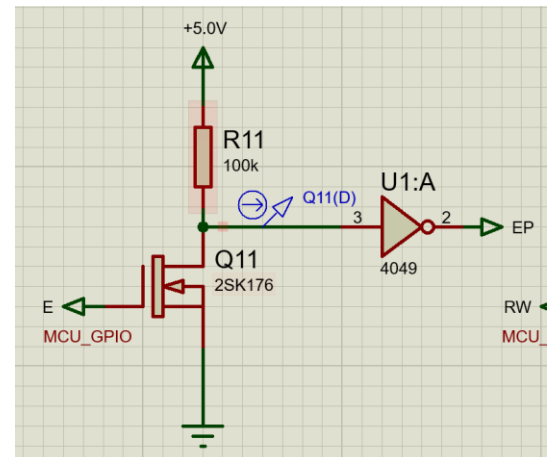 +5.0V
R11
100k
Q11(D)
U1:A
3
2
EP
4049
Q11
2SK176
E
MCU_GPIO
RW
MCU_